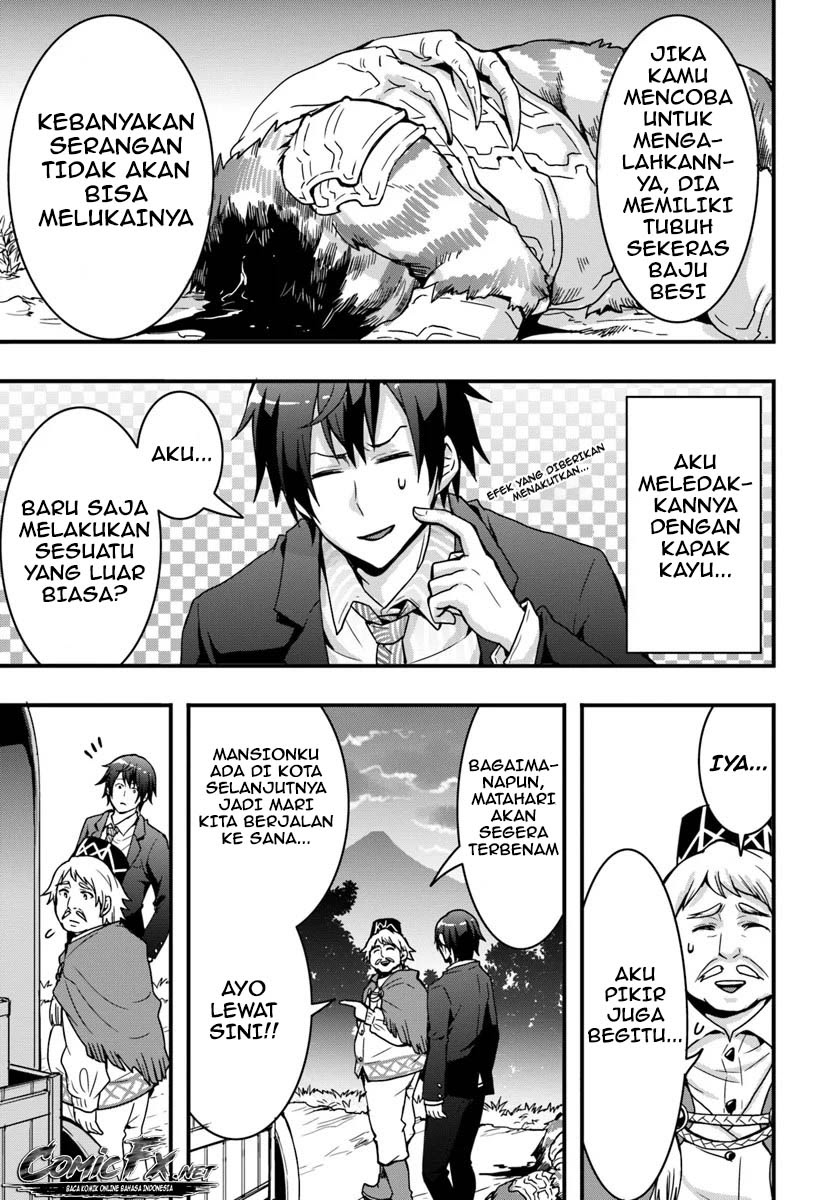 JIKA
KAMU
MENCOBA
UNTUK
MENGA-
LAHKANN-
YA, DIA
MEMILIKI
TUBUH
SEKERAS
BAJU
BESI
KEBANYAKAN
SERANGAN
TIDAK AKAN
BISA
MELUKAINYA
AKU
MELEDAK-
KANNYA
DENGAN
KAPAK
KAYU...
EFEK YANG DIBERIKAN
MENAKUTKAN...
AKU...
BARU SAJA
MELAKUKAN
SESUATU
YANG LUAR
BIASA?
IYA...
AKU
PIKIR
JUGA
BEGITU...
BAGAIMA-
NAPUN,
MATAHARI
AKAN
SEGERA
TERBENAM
MANSIONKU
ADA DI KOTA
SELANJUTNYA
JADI MARI
KITA BERJALAN
KE SANA...
AYO
LEWAT
SINI!!
COMICFX.NET
BACA KOMIK ONLINE BAHASA INDONESIA